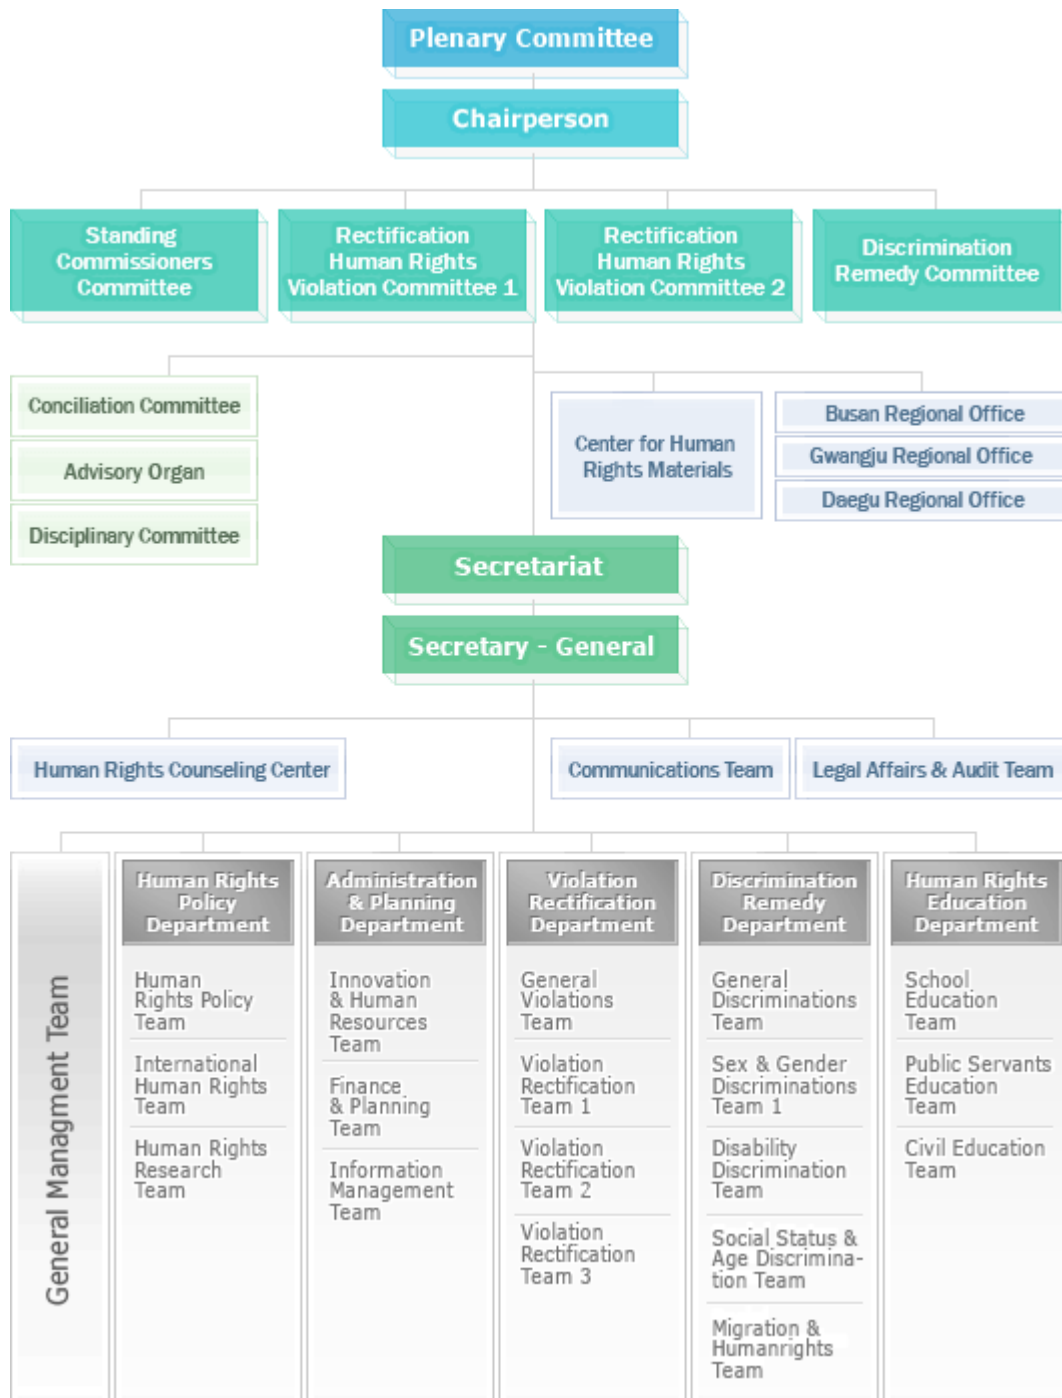 Plenary Committee
Chairperson
Standing
Commissioners
Committee
Rectification
Human Rights
Violation Committee 1
Rectification
Human Rights
Violation Committee 2
Discrimination
Remedy Committee
Conciliation Committee
Advisory Organ
Disciplinary Committee
Center for Human
Rights Materials
Busan Regional Office
Gwangju Regional Office
Daegu Regional Office
Secretariat
Secretary - General
Human Rights Counseling Center
Communications Team
Legal Affairs & Audit Team
General Managment Team
Human Rights
Policy
Department
Human
Rights Policy
Team
International
Human Rights
Team
Human Rights
Research
Team
Administration
& Planning
Department
Innovation
& Human
Resources
Team
Finance
& Planning
Team
Information
Management
Team
Violation
Rectification
Department
General
Violations
Team
Violation
Rectification
Team 1
Violation
Rectification
Team 2
Violation
Rectification
Team 3
Discrimination
Remedy
Department
General
Discriminations
Team
Sex & Gender
Discriminations
Team 1
Disability
Discrimination
Team
Social Status &
Age Discrimina-
tion Team
Migration &
Humanrights
Team
Human Rights
Education
Department
School
Education
Team
Public Servants
Education
Team
Civil Education
Team